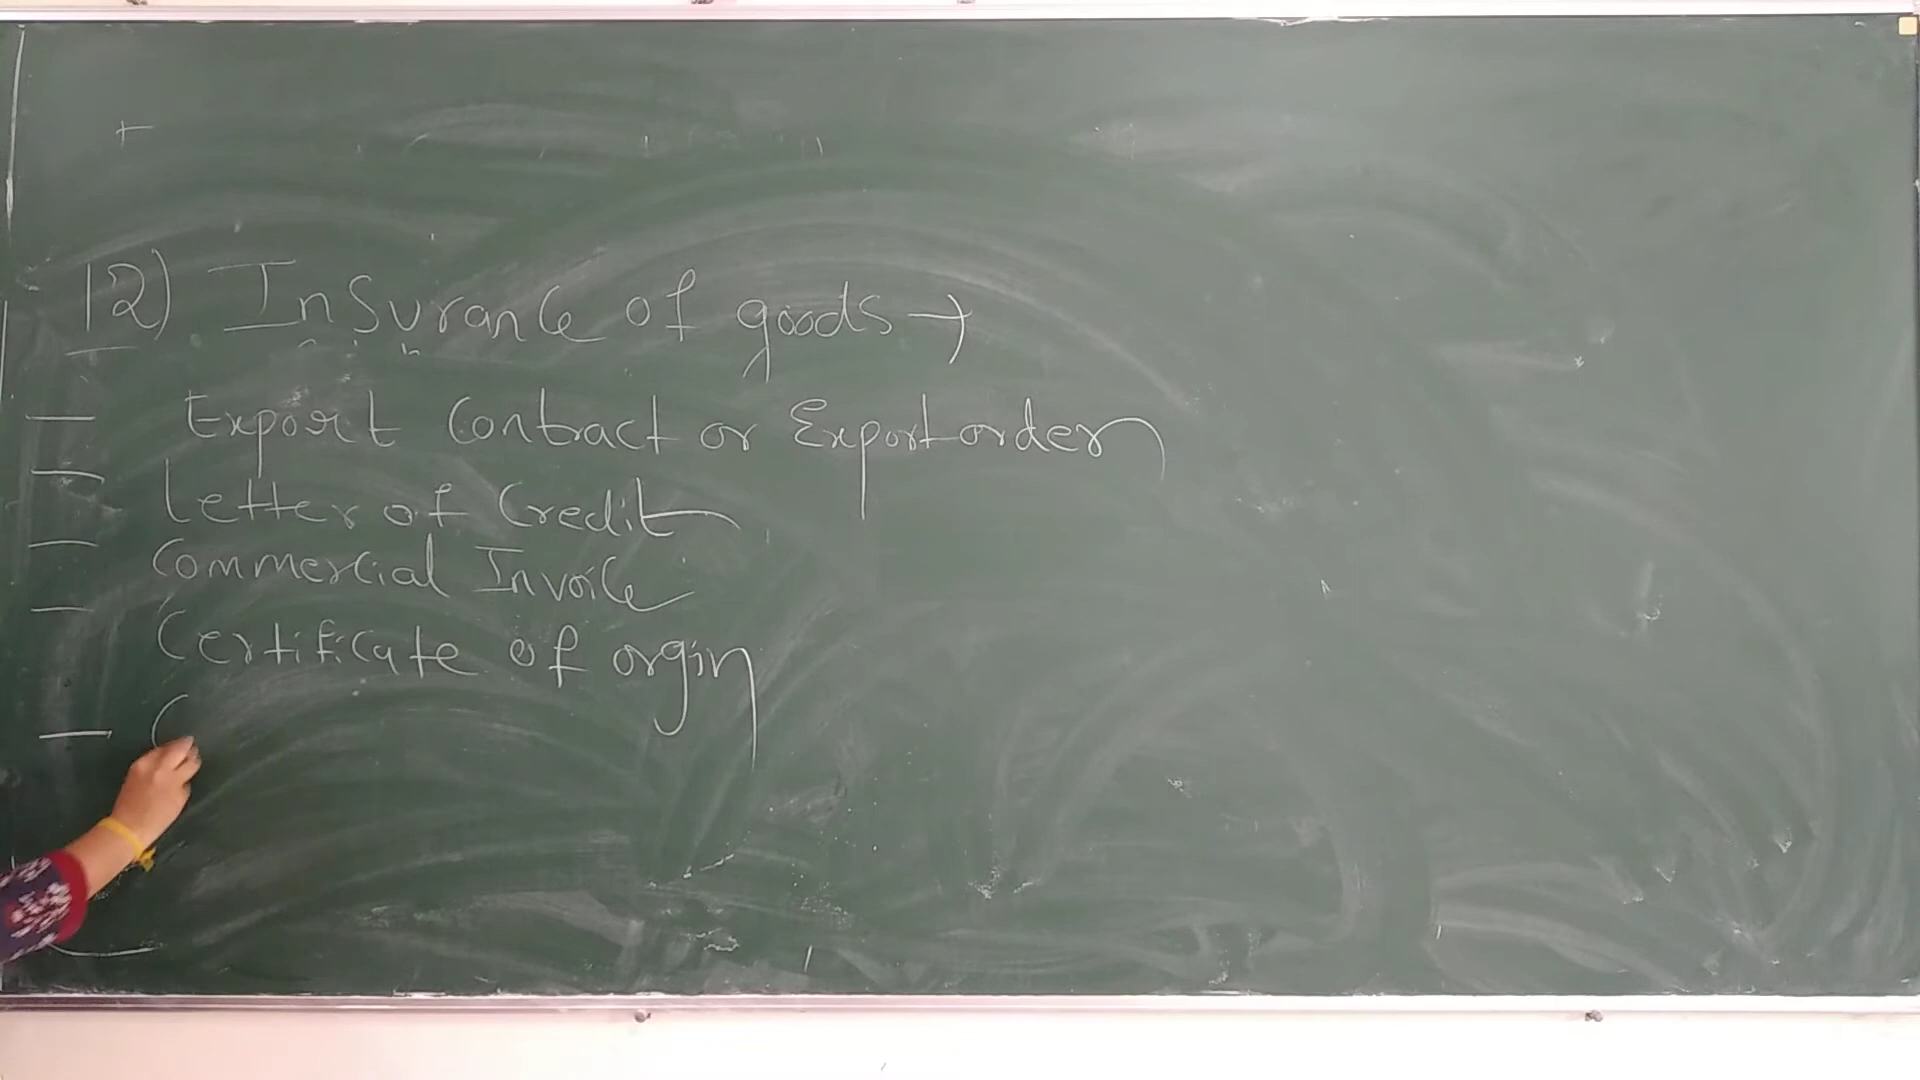 12) Insurance of goods →
— Export Contract or Export order
— Letter of Credit
— Commercial Invoice
— Certificate of orgin
— C